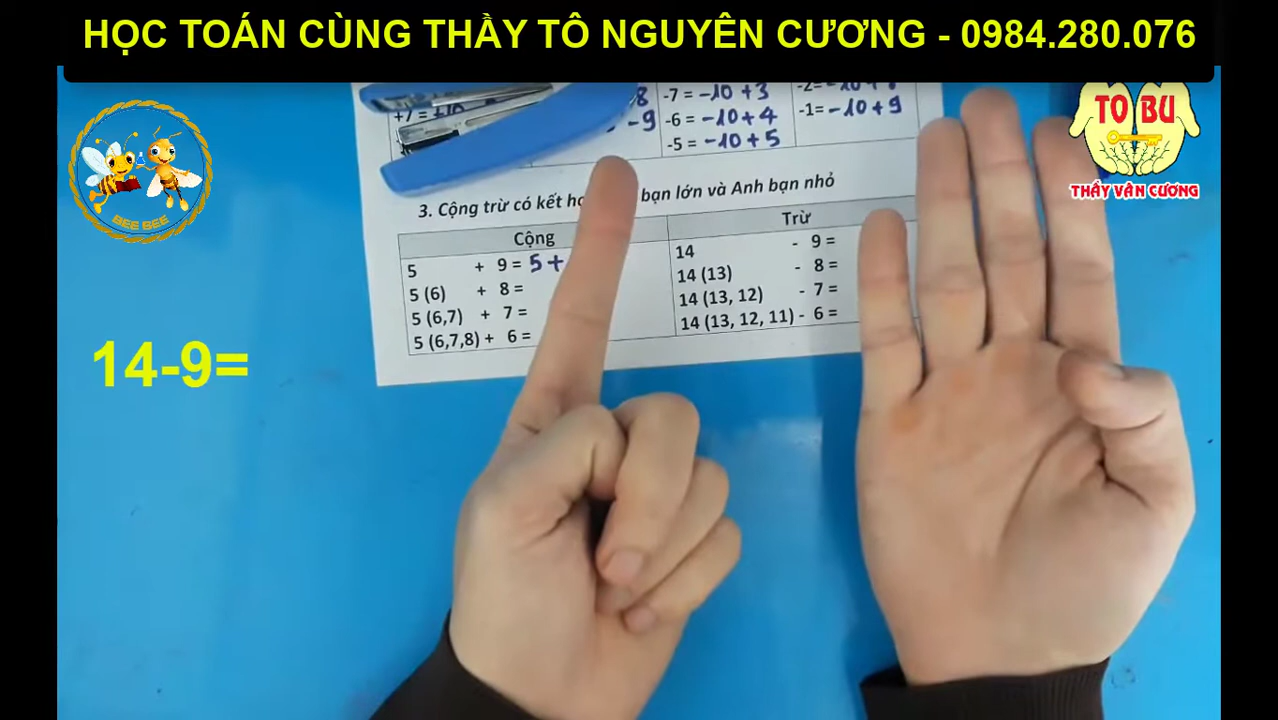 HỌC TOÁN CÙNG THẦY TÔ NGUYÊN CƯƠNG - 0984.280.076
TO BU
THẦY VÂN CƯƠNG
BEE BEE
-7 = -10 + 3
-6 = -10 + 4
-5 = -10 + 5
-1 = -10 + 9
3. Cộng trừ có kết bạn lớn và Anh bạn nhỏ
Cộng
5 + 9 = 5 +
5 (6) + 8 =
5 (6,7) + 7 =
5 (6,7,8) + 6 =
Trừ
14 - 9 =
14 (13) - 8 =
14 (13, 12) - 7 =
14 (13, 12, 11) - 6 =
14-9=